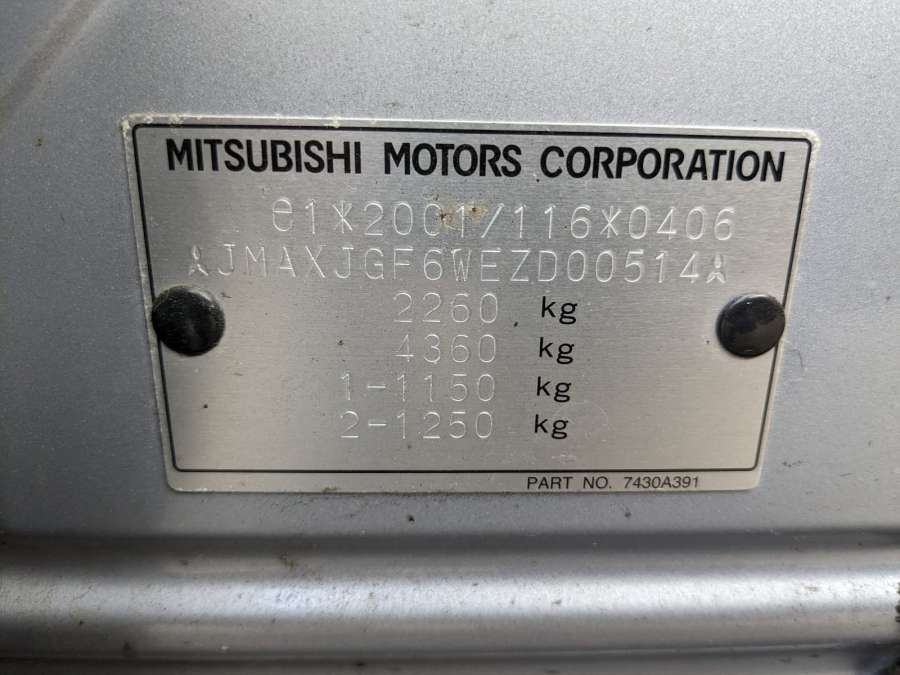 MITSUBISHI MOTORS CORPORATION
e1*2001/116*0406
JMAXJGF6WEZD00514
2260 kg
4360 kg
1-1150 kg
2-1250 kg
PART NO. 7430A391